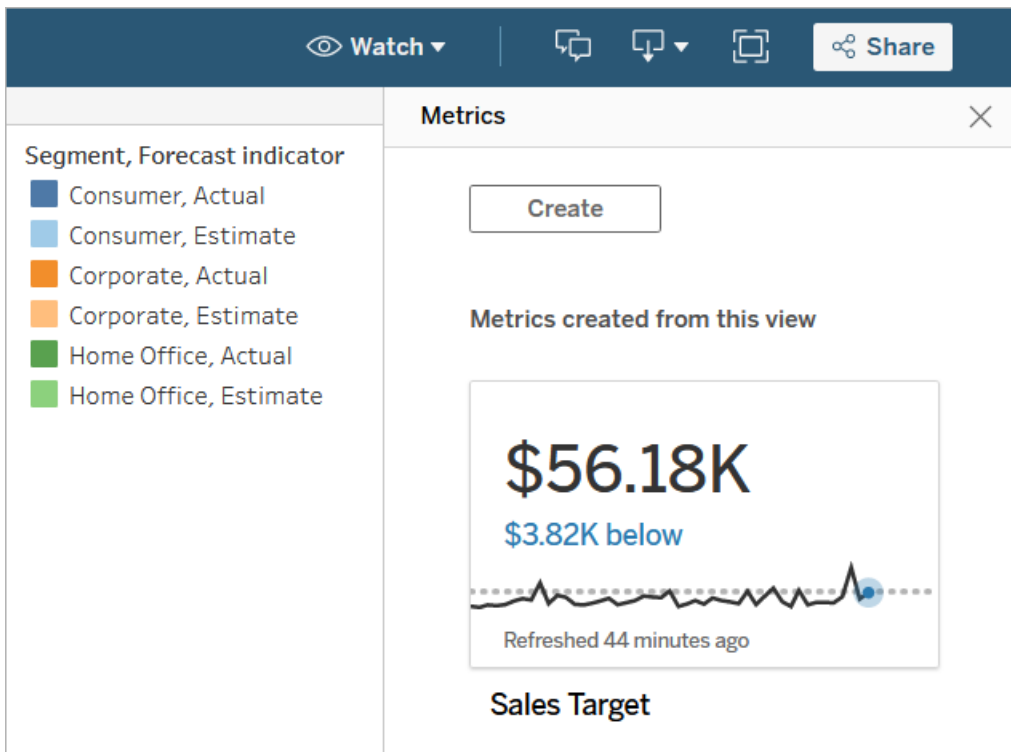 Watch
Share
Metrics
Segment, Forecast indicator
Consumer, Actual
Consumer, Estimate
Corporate, Actual
Corporate, Estimate
Home Office, Actual
Home Office, Estimate
Create
Metrics created from this view
$56.18K
$3.82K below
Refreshed 44 minutes ago
Sales Target